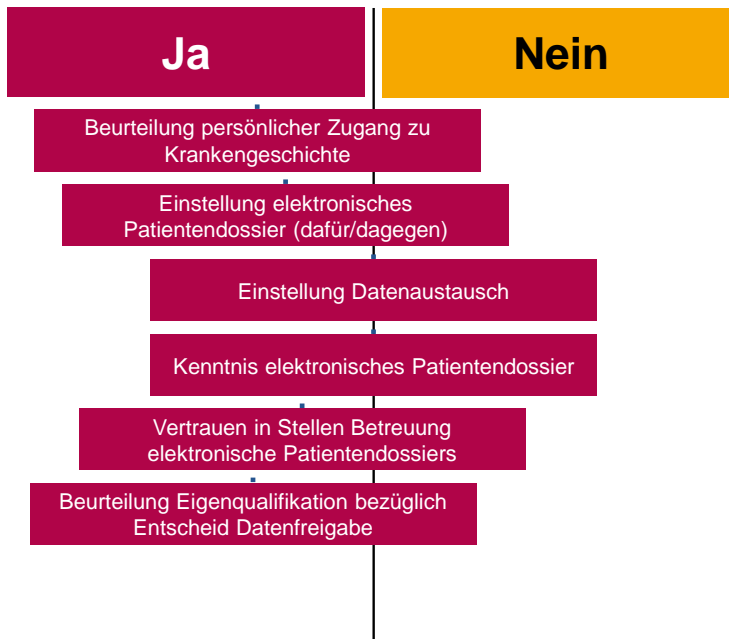 Ja
Nein
Beurteilung persönlicher Zugang zu
Krankengeschichte
Einstellung elektronisches
Patientendossier (dafür/dagegen)
Einstellung Datenaustausch
Kenntnis elektronisches Patientendossier
Vertrauen in Stellen Betreuung
elektronische Patientendossiers
Beurteilung Eigenqualifikation bezüglich
Entscheid Datenfreigabe